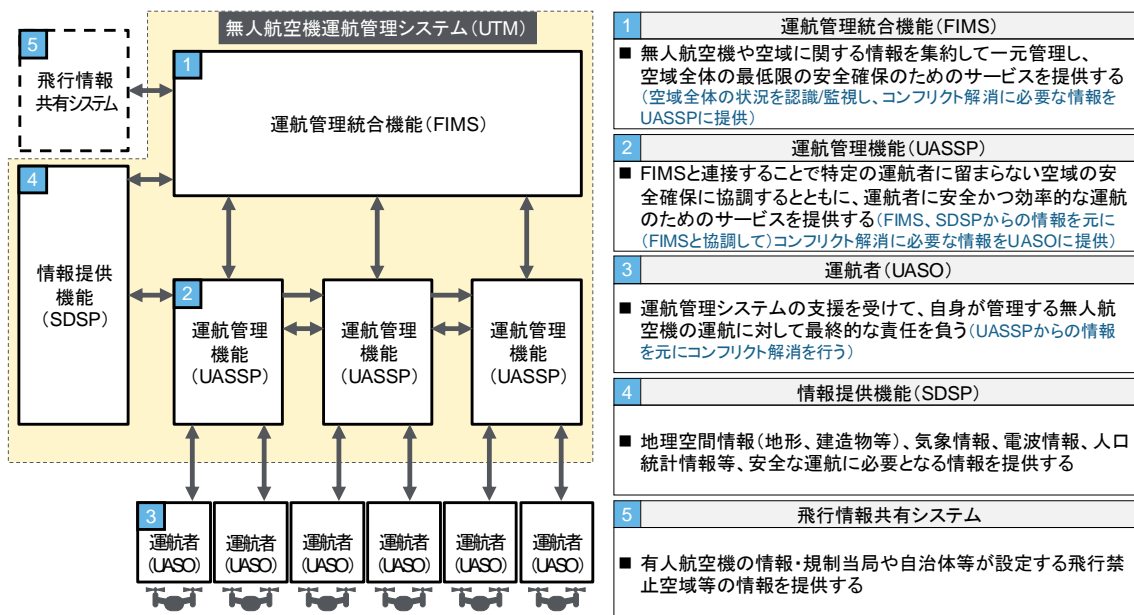 無人航空機運航管理システム(UTM)
5
飛行情報
共有システム
1
運航管理統合機能(FIMS)
4
情報提供
機能
(SDSP)
2
運航管理
機能
(UASSP)
運航管理
機能
(UASSP)
運航管理
機能
(UASSP)
3
運航者
(UASO)
運航者
(UASO)
運航者
(UASO)
運航者
(UASO)
運航者
(UASO)
運航者
(UASO)
1 運航管理統合機能(FIMS)
■ 無人航空機や空域に関する情報を集約して一元管理し、
空域全体の最低限の安全確保のためのサービスを提供する
(空域全体の状況を認識/監視し、コンフリクト解消に必要な情報を
UASSPに提供)
2 運航管理機能(UASSP)
■ FIMSと連接することで特定の運航者に留まらない空域の安
全確保に協調するとともに、運航者に安全かつ効率的な運航
のためのサービスを提供する(FIMS、SDSPからの情報を元に
(FIMSと協調して)コンフリクト解消に必要な情報をUASOに提供)
3 運航者(UASO)
■ 運航管理システムの支援を受けて、自身が管理する無人航
空機の運航に対して最終的な責任を負う(UASSPからの情報
を元にコンフリクト解消を行う)
4 情報提供機能(SDSP)
■ 地理空間情報(地形、建造物等)、気象情報、電波情報、人口
統計情報等、安全な運航に必要となる情報を提供する
5 飛行情報共有システム
■ 有人航空機の情報・規制当局や自治体等が設定する飛行禁
止空域等の情報を提供する